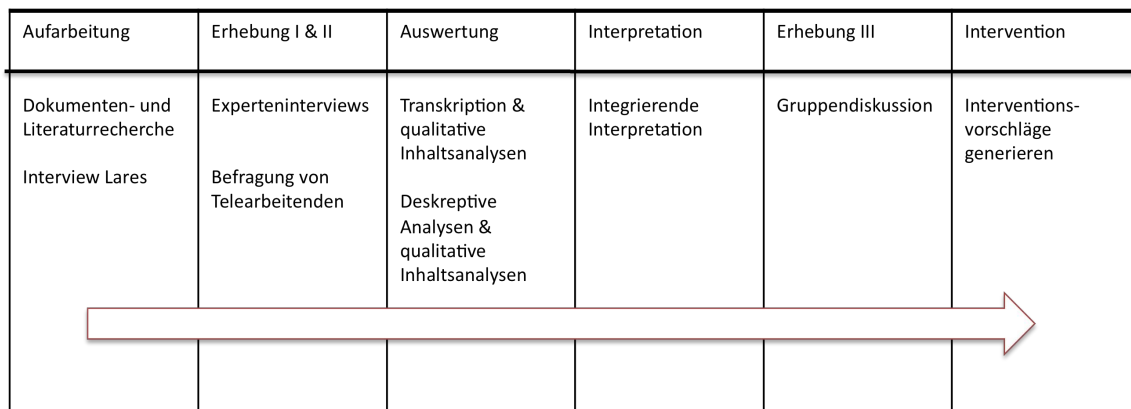 Aufarbeitung
Erhebung I & II
Auswertung
Interpretation
Erhebung III
Intervention
Dokumenten- und
Literaturrecherche
Interview Lares
Experteninterviews
Befragung von
Telearbeitenden
Transkription &
qualitative
Inhaltsanalysen
Deskreptive
Analysen &
qualitative
Inhaltsanalysen
Integrierende
Interpretation
Gruppendiskussion
Interventions-
vorschläge
generieren